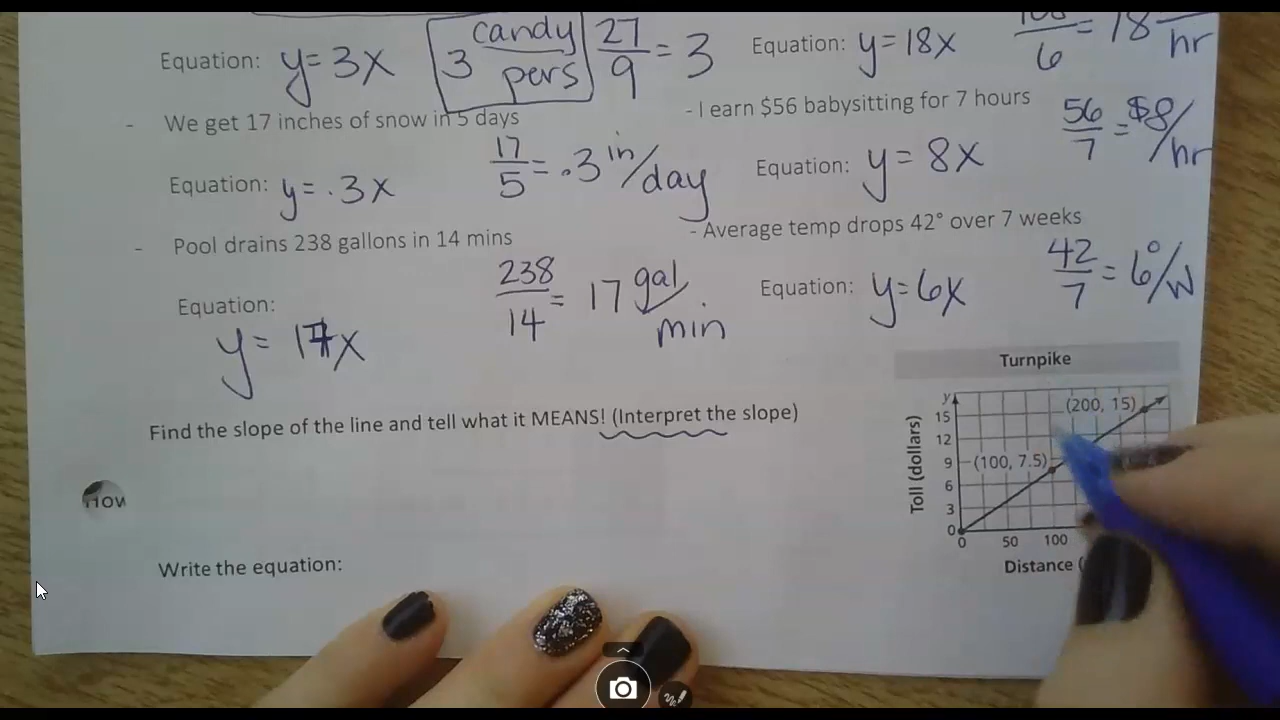 Equation: y=3x
3 candy
pers
27
9 = 3
Equation: y=18x
6 = 18
hr
- We get 17 inches of snow in 5 days
17
5 = .3 in/day
Equation: y=.3x
- I earn $56 babysitting for 7 hours
56
7 = $8/hr
Equation: y=8x
- Pool drains 238 gallons in 14 mins
238
14 = 17 gal/min
Equation:
y=17x
- Average temp drops 42° over 7 weeks
42
7 = 6°/W
Equation: y=6x
Find the slope of the line and tell what it MEANS! (Interpret the slope)
Write the equation:
Turnpike
Toll (dollars)
y
15
12
9
6
3
0
(200, 15)
(100, 7.5)
0 50 100
Distance (